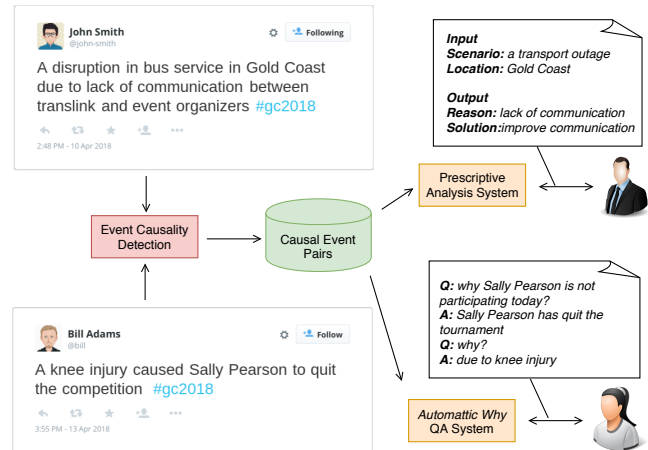 John Smith
@john-smith
Following
A disruption in bus service in Gold Coast
due to lack of communication between
translink and event organizers #gc2018
2:48 PM - 10 Apr 2018
Input
Scenario: a transport outage
Location: Gold Coast
Output
Reason: lack of communication
Solution:improve communication
Prescriptive
Analysis System
Event Causality
Detection
Causal Event
Pairs
Bill Adams
@bill
Follow
A knee injury caused Sally Pearson to quit
the competition #gc2018
3:55 PM - 13 Apr 2018
Q: why Sally Pearson is not
participating today?
A: Sally Pearson has quit the
tournament
Q: why?
A: due to knee injury
Automattic Why
QA System